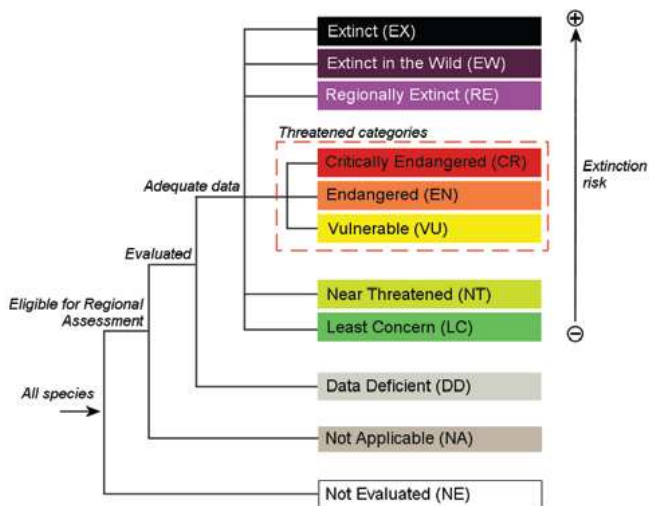 Extinct (EX)
Extinct in the Wild (EW)
Regionally Extinct (RE)
Threatened categories
Critically Endangered (CR)
Adequate data
Extinction
risk
Endangered (EN)
Vulnerable (VU)
Evaluated
Near Threatened (NT)
Eligible for Regional
Assessment
Least Concern (LC)
All species
Data Deficient (DD)
Not Applicable (NA)
Not Evaluated (NE)